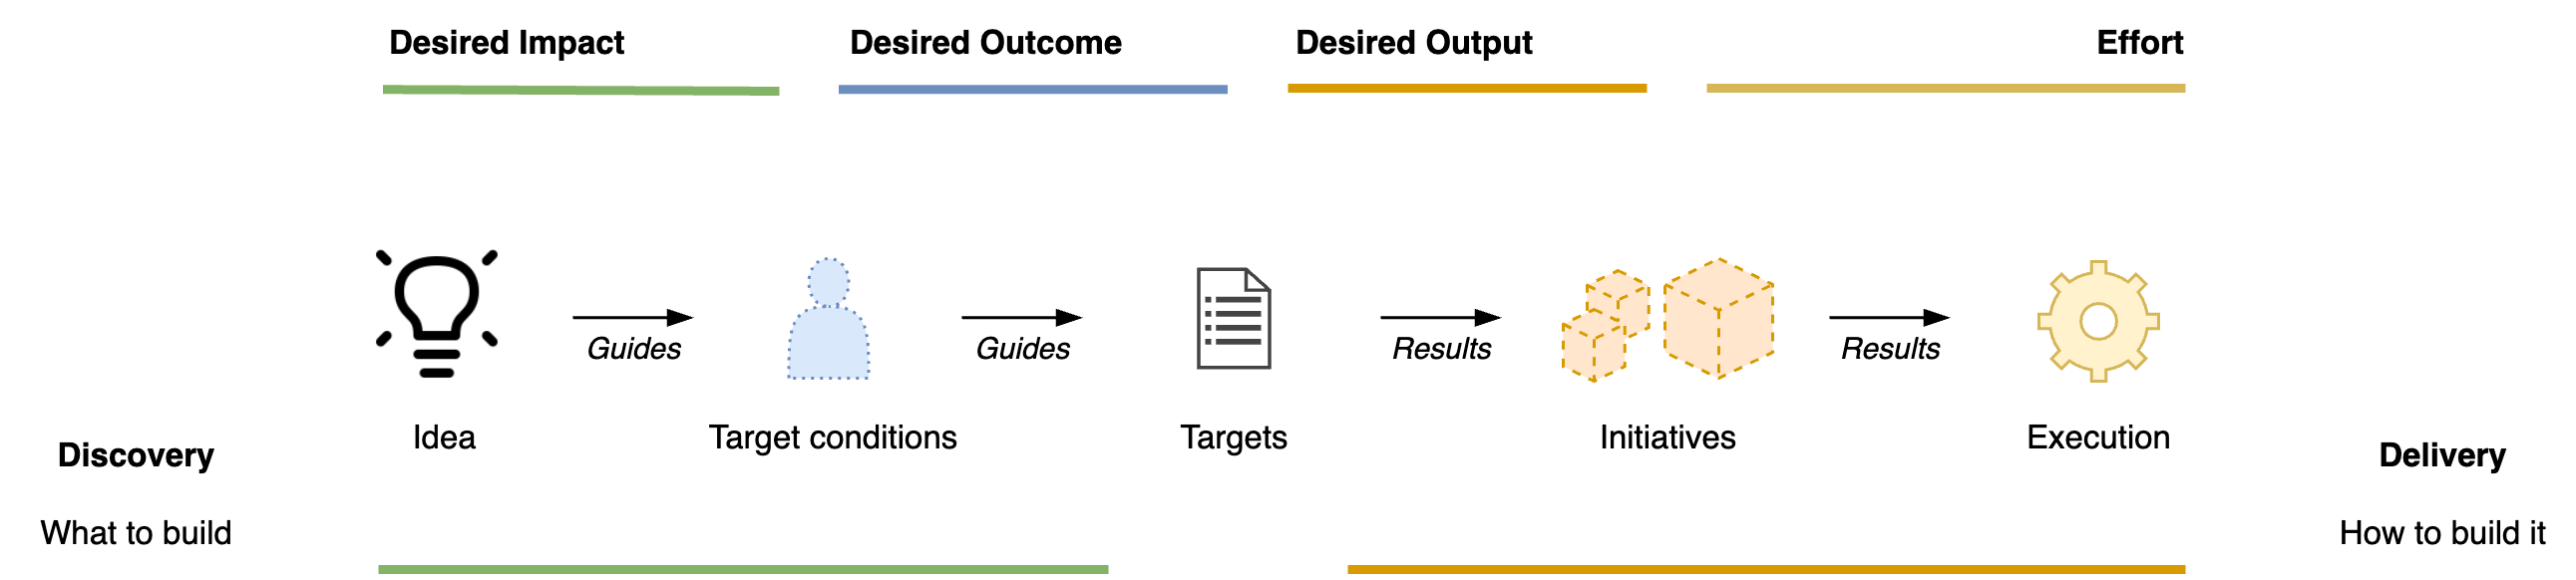 Desired Impact
Desired Outcome
Desired Output
Effort
Guides
Guides
Results
Results
Idea
Target conditions
Targets
Initiatives
Execution
Discovery
Delivery
What to build
How to build it